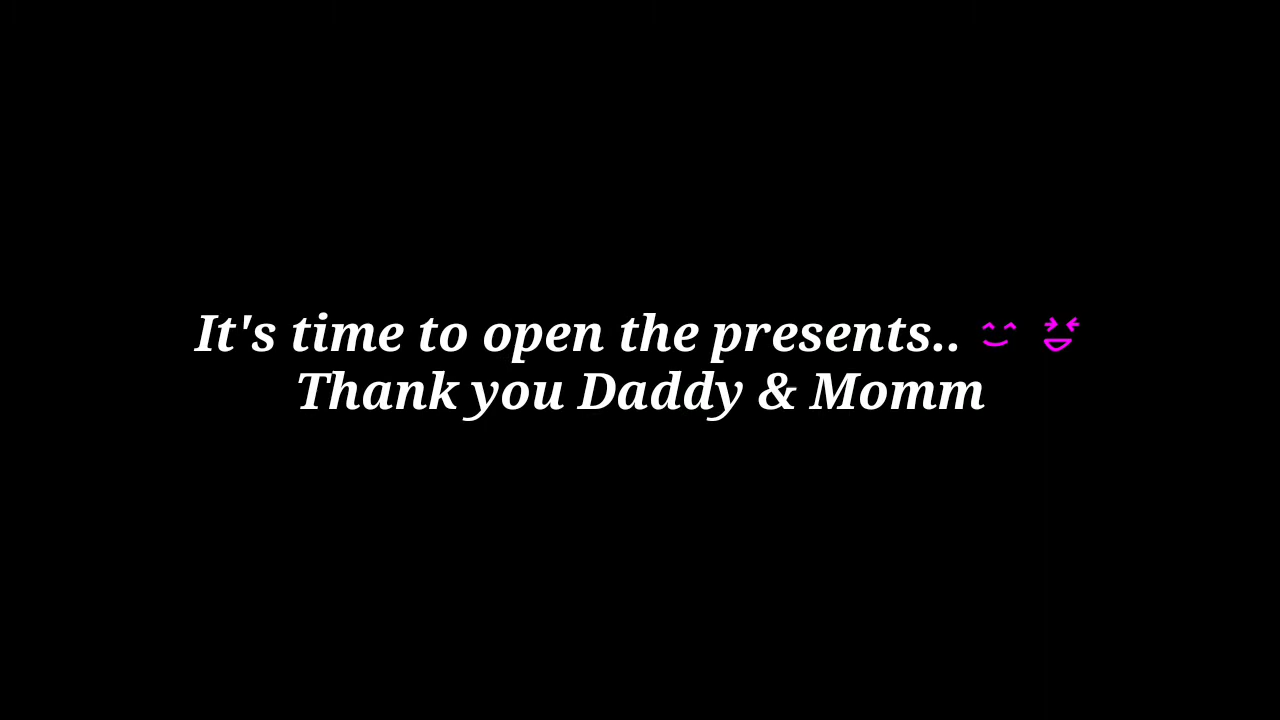 It's time to open the presents.. 😊 😆
Thank you Daddy & Momm